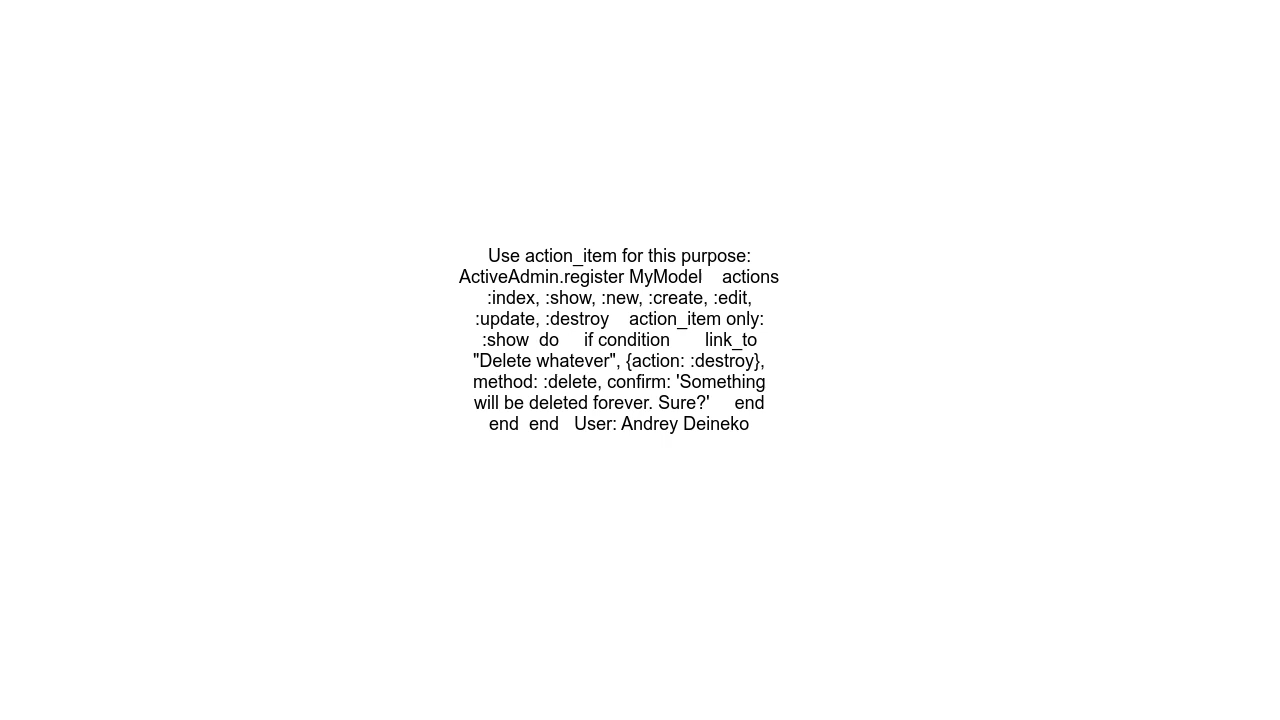 Use action_item for this purpose:
ActiveAdmin.register MyModel    actions
:index, :show, :new, :create, :edit,
:update, :destroy    action_item only:
:show  do     if condition       link_to
"Delete whatever", {action: :destroy},
method: :delete, confirm: 'Something
will be deleted forever. Sure?'     end
end  end   User: Andrey Deineko